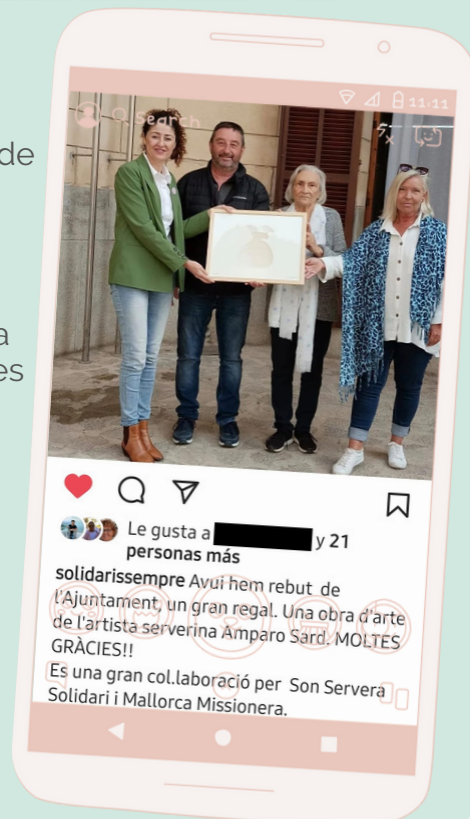 de
a
es
11:11
Search
5x
Le gusta a y 21
personas más
solidarissempre Avui hem rebut de
l'Ajuntament, un gran regal. Una obra d'arte
de l'artista serverina Amparo Sard. MOLTES
GRÀCIES!!
Es una gran col.laboració per Son Servera
Solidari i Mallorca Missionera.